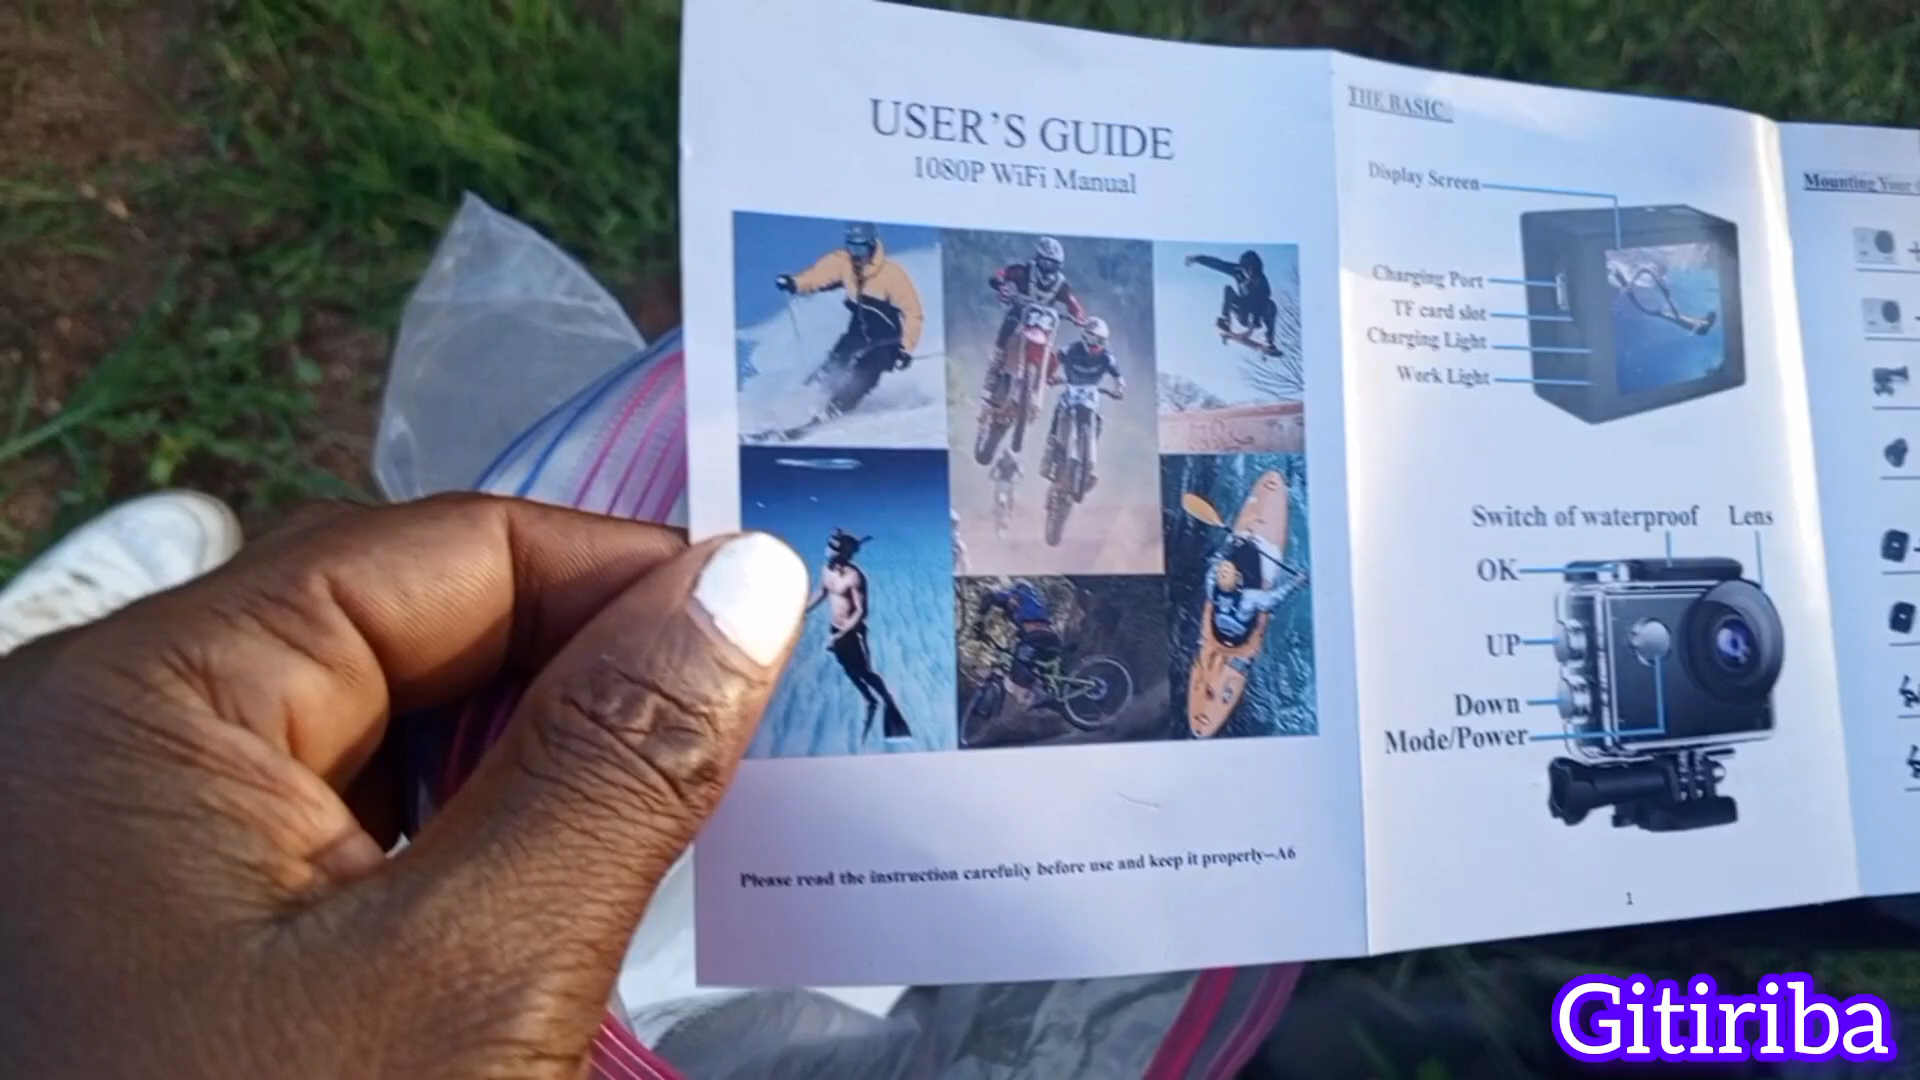 USER'S GUIDE
1080P WiFi Manual
Please read the instruction carefully before use and keep it properly--A6
THE BASIC
Display Screen
Charging Port
TF card slot
Charging Light
Work Light
Switch of waterproof
Lens
OK
UP
Down
Mode/Power
1
Mounting Your
Gitiriba